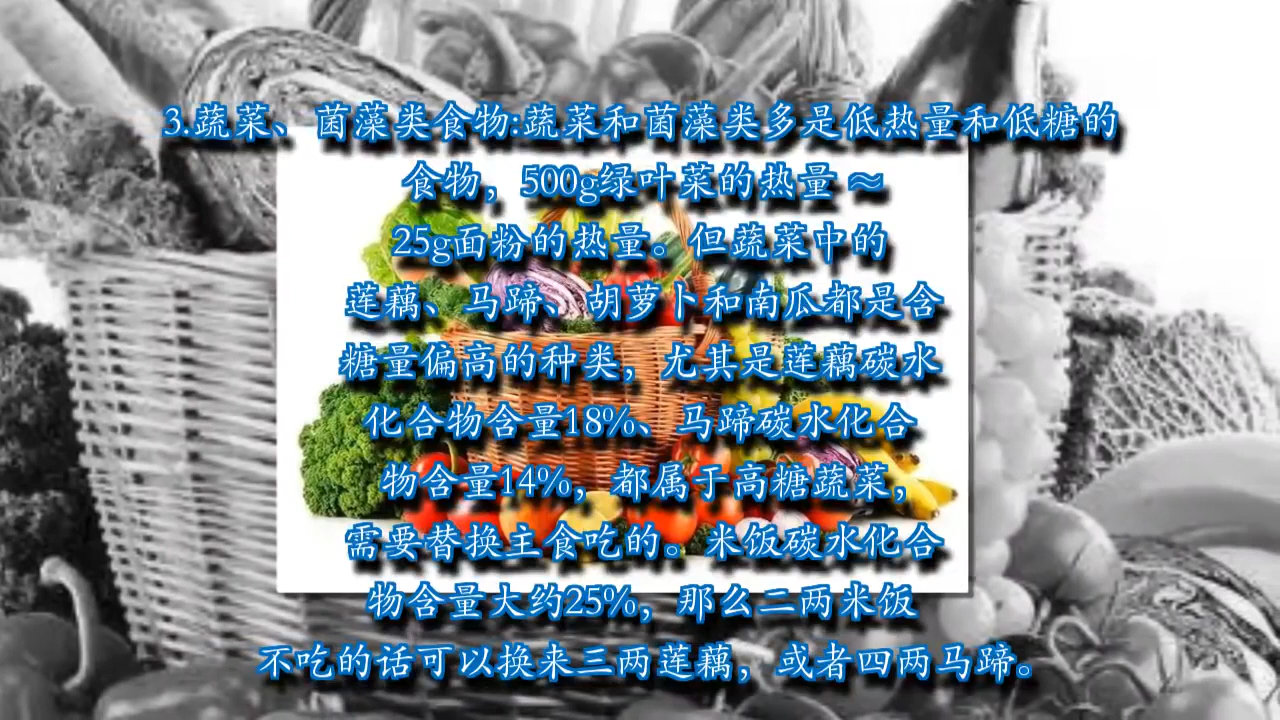 3.蔬菜、菌藻类食物:蔬菜和菌藻类多是低热量和低糖的
食物，500g绿叶菜的热量 ≈
25g面粉的热量。但蔬菜中的
莲藕、马蹄、胡萝卜和南瓜都是含
糖量偏高的种类，尤其是莲藕碳水
化合物含量18%、马蹄碳水化合
物含量14%，都属于高糖蔬菜，
需要替换主食吃的。米饭碳水化合
物含量大约25%，那么二两米饭
不吃的话可以换来三两莲藕，或者四两马蹄。